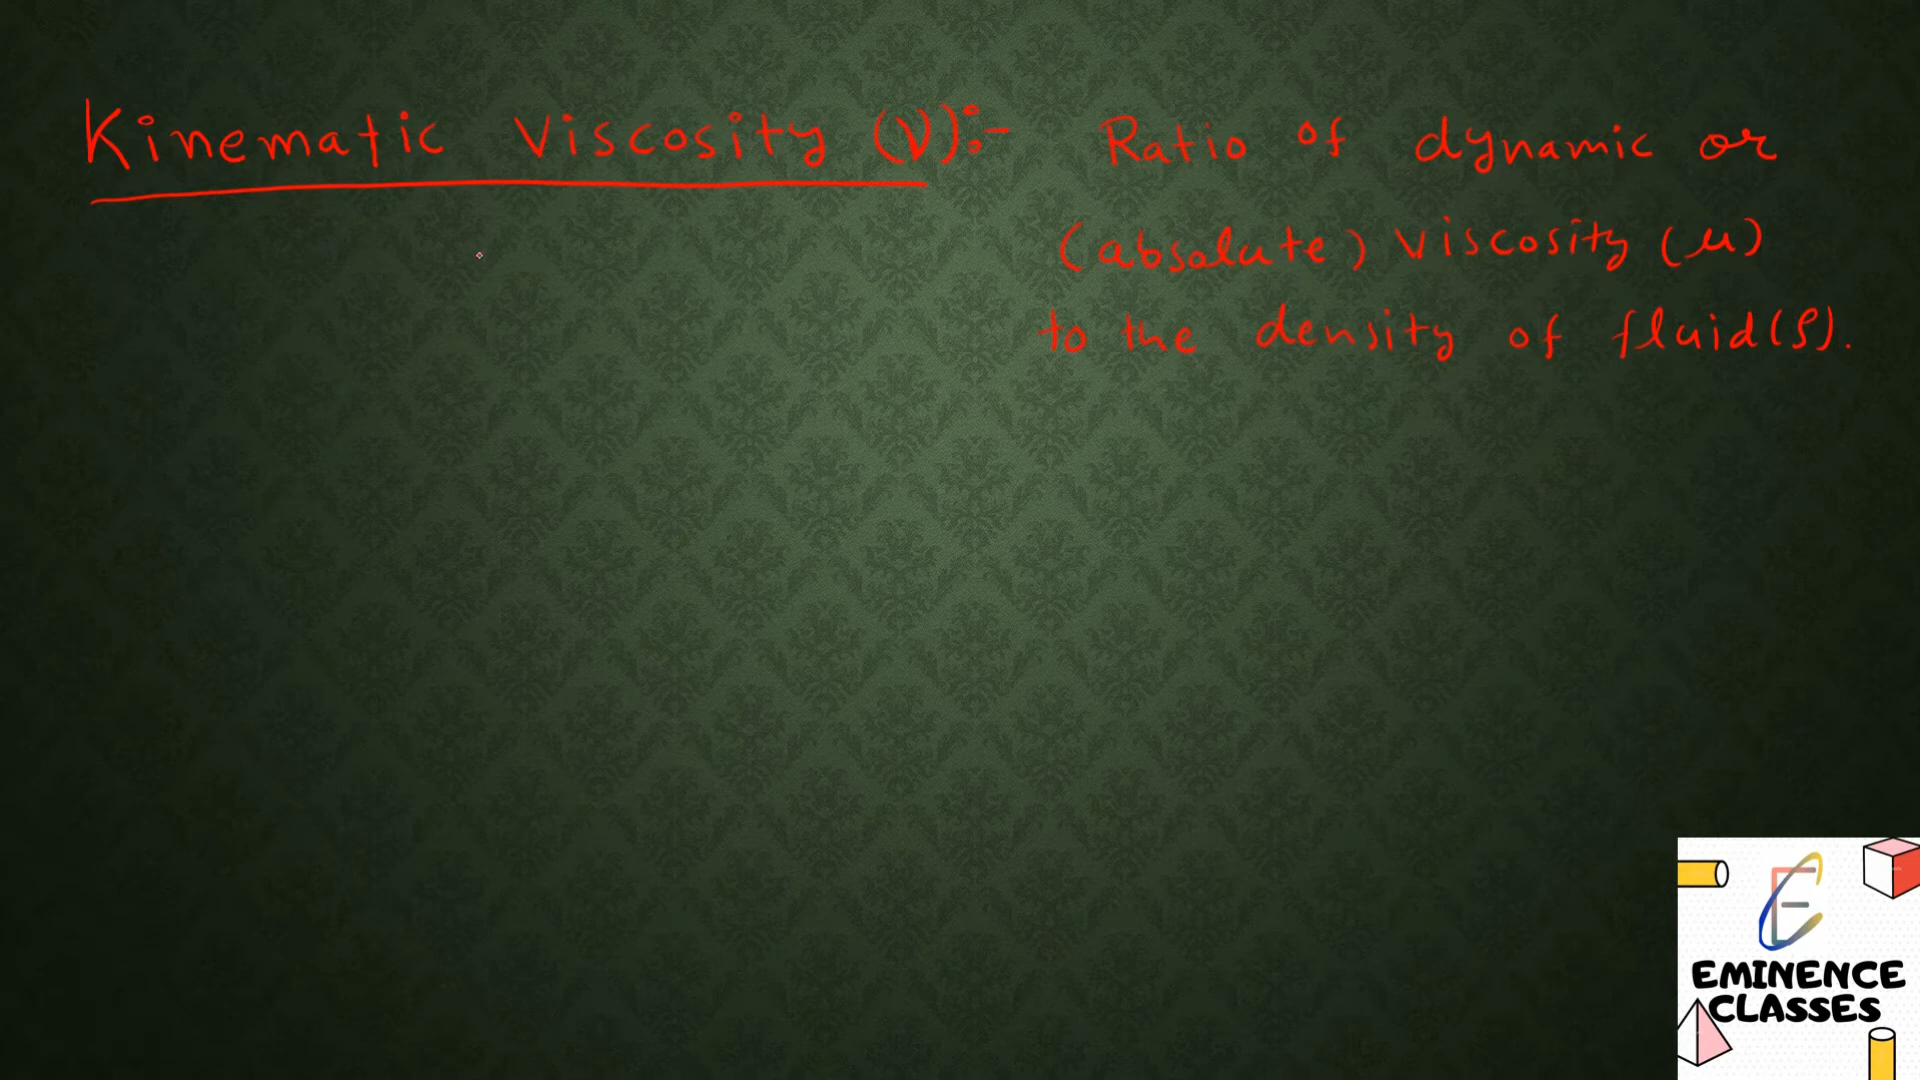 Kinematic Viscosity (ν):- Ratio of dynamic or
(absolute) Viscosity (μ)
to the density of fluid(ρ).
EMINENCE
CLASSES